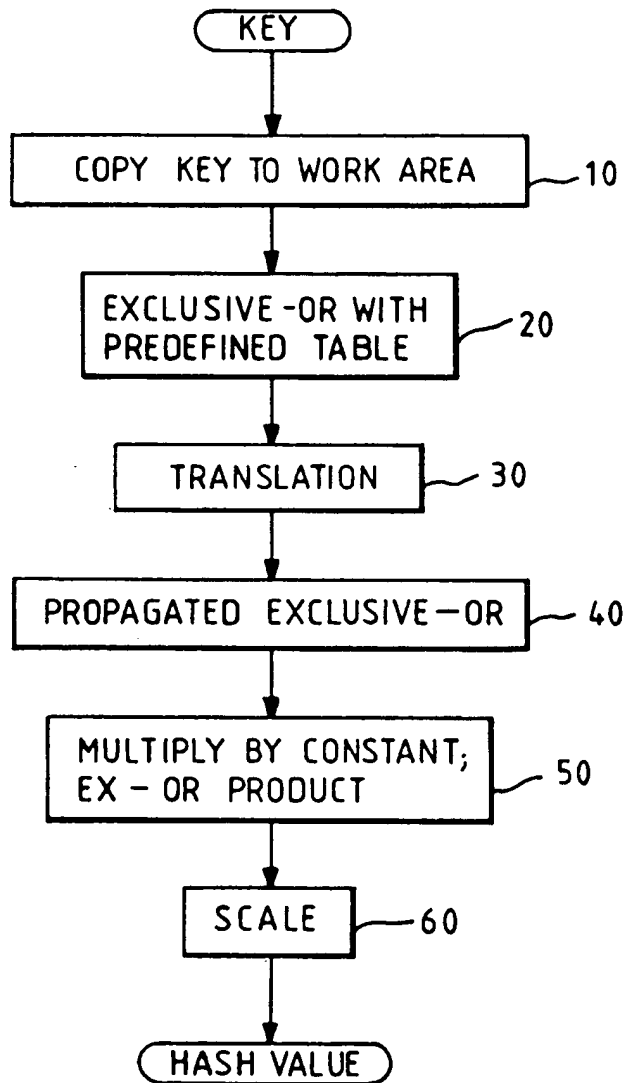 KEY
COPY KEY TO WORK AREA
10
EXCLUSIVE-OR WITH
PREDEFINED TABLE
20
TRANSLATION
30
PROPAGATED EXCLUSIVE-OR
40
MULTIPLY BY CONSTANT;
EX-OR PRODUCT
50
SCALE
60
HASH VALUE